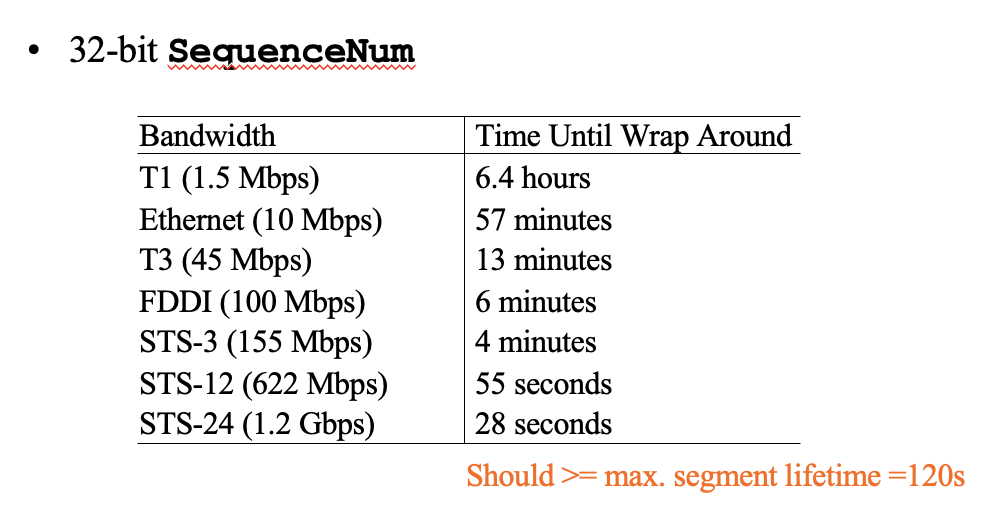 • 32-bit SequenceNum
Bandwidth Time Until Wrap Around
T1 (1.5 Mbps) 6.4 hours
Ethernet (10 Mbps) 57 minutes
T3 (45 Mbps) 13 minutes
FDDI (100 Mbps) 6 minutes
STS-3 (155 Mbps) 4 minutes
STS-12 (622 Mbps) 55 seconds
STS-24 (1.2 Gbps) 28 seconds
Should >= max. segment lifetime =120s